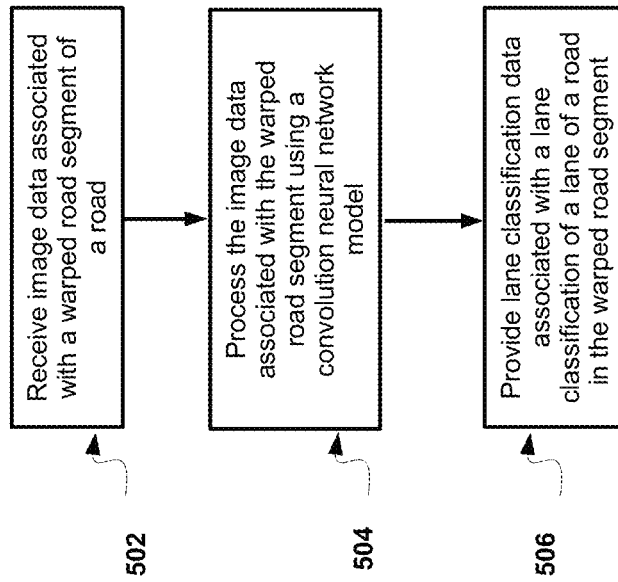 502
Receive image data associated
with a warped road segment of
a road
504
Process the image data
associated with the warped
road segment using a
convolution neural network
model
506
Provide lane classification data
associated with a lane
classification of a lane of a road
in the warped road segment